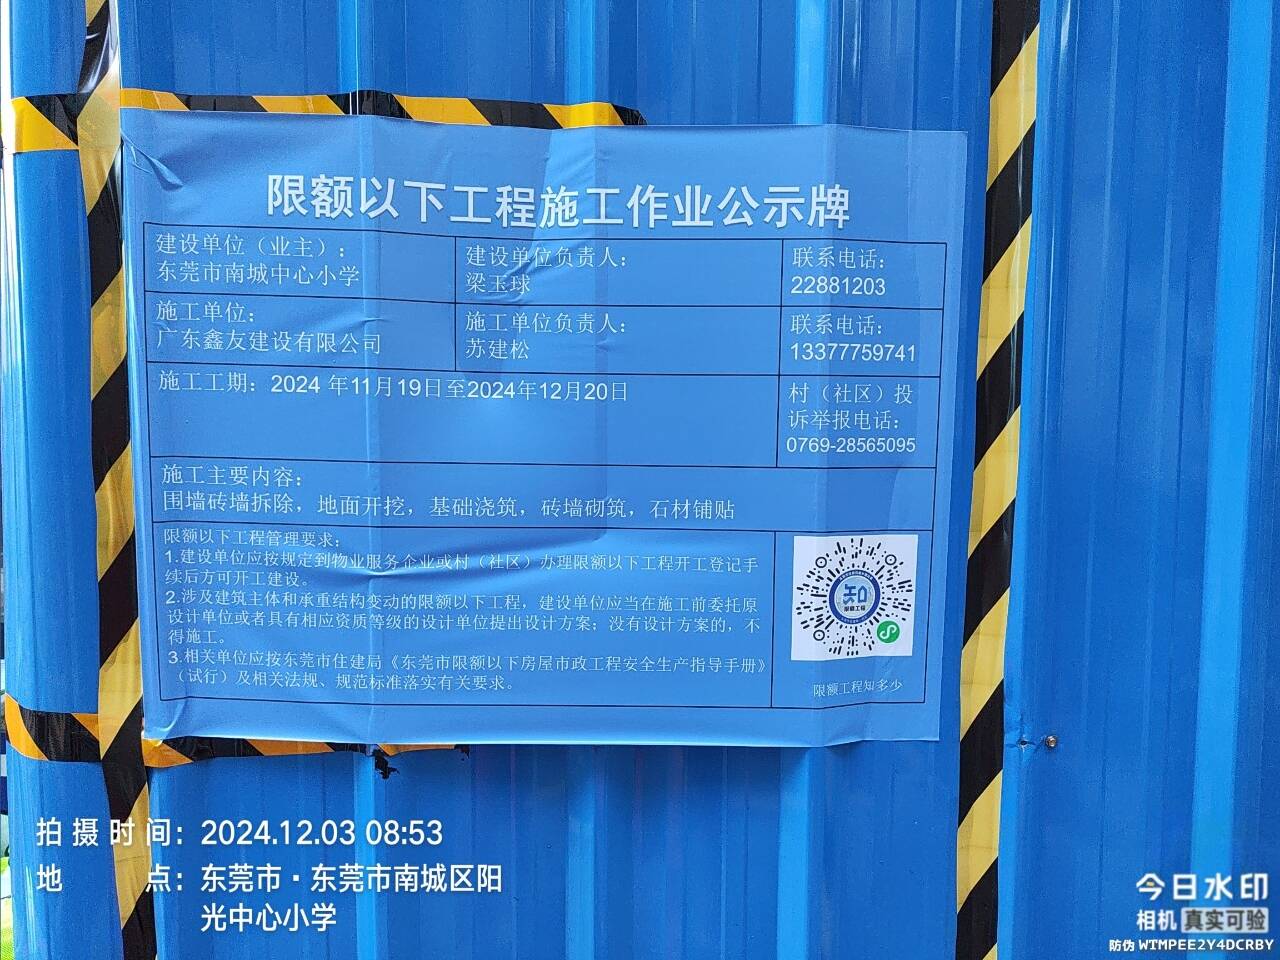 限额以下工程施工作业公示牌
建设单位（业主）：
东莞市南城中心小学
建设单位负责人：
梁玉球
联系电话：
22881203
施工单位：
广东鑫友建设有限公司
施工单位负责人：
苏建松
联系电话：
13377759741
施工工期：2024 年11月19日至2024年12月20日
村（社区）投
诉举报电话：
0769-28565095
施工主要内容：
围墙砖墙拆除，地面开挖，基础浇筑，砖墙砌筑，石材铺贴
限额以下工程管理要求：
1.建设单位应按规定到物业服务企业或村（社区）办理限额以下工程开工登记手
续后方可开工建设。
2.涉及建筑主体和承重结构变动的限额以下工程，建设单位应当在施工前委托原
设计单位或者具有相应资质等级的设计单位提出设计方案；没有设计方案的，不
得施工。
3.相关单位应按东莞市住建局《东莞市限额以下房屋市政工程安全生产指导手册》
（试行）及相关法规、规范标准落实有关要求。
知
限额工程
限额工程知多少
拍摄时间：2024.12.03 08:53
地点：东莞市·东莞市南城区阳
光中心小学
今日水印
相机 真实可验
防伪 WTMPEE2Y4DCRBY